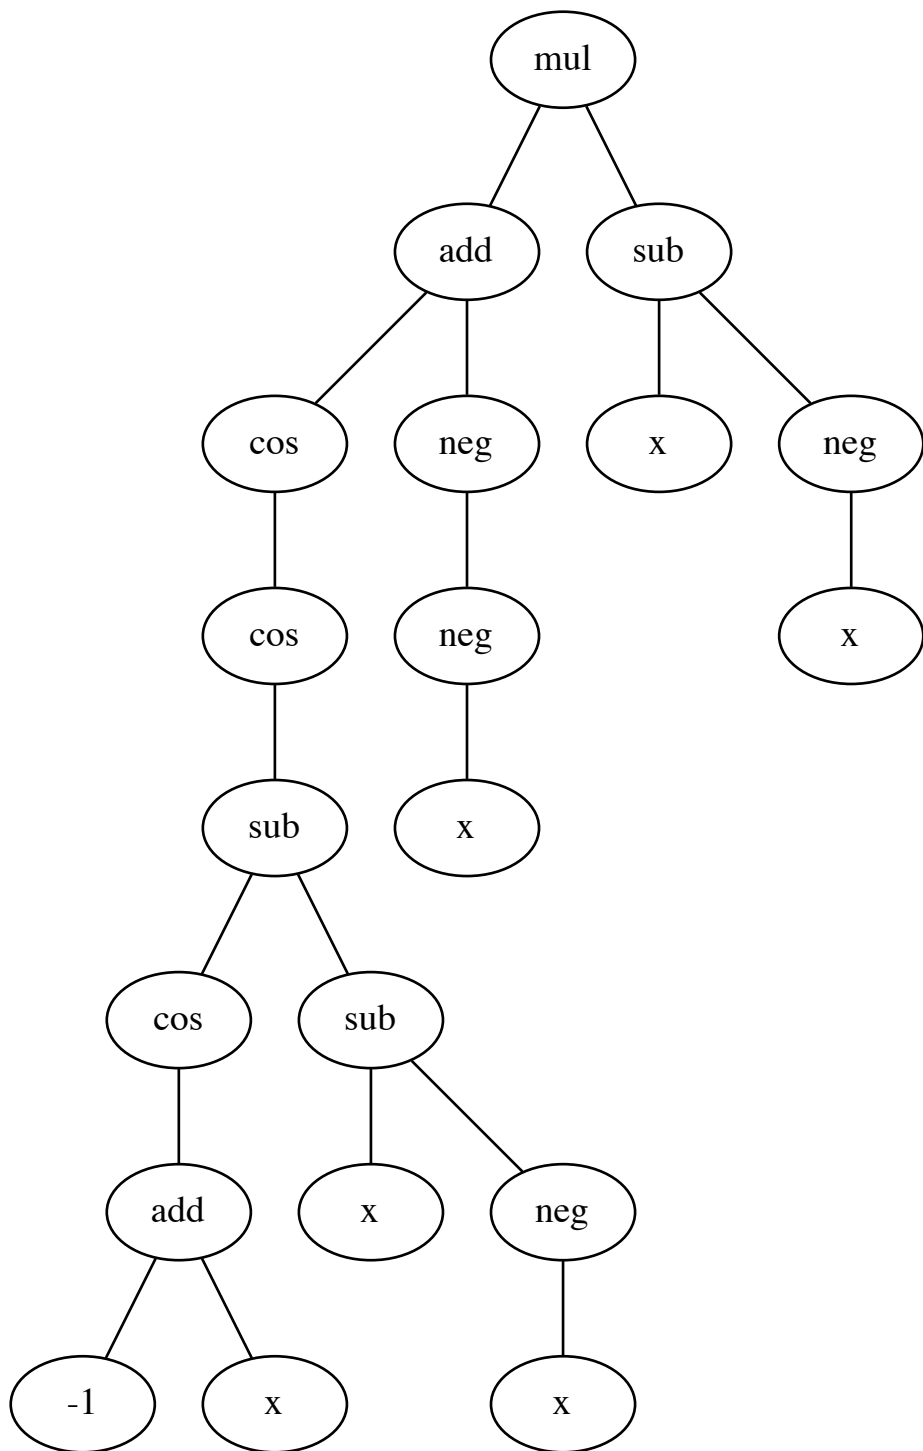 mul
add sub
cos neg x neg
cos neg x
sub x
cos sub
add x neg
-1 x x